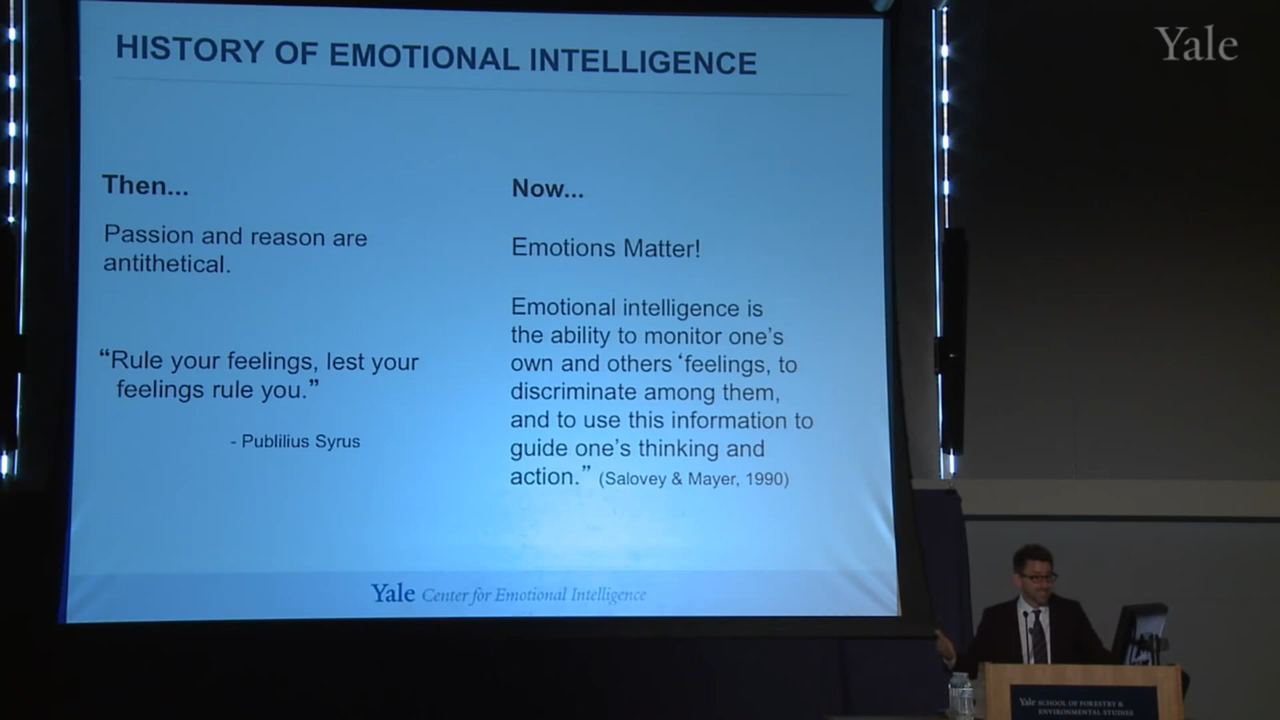 HISTORY OF EMOTIONAL INTELLIGENCE
Yale
Then...
Passion and reason are
antithetical.
“Rule your feelings, lest your
feelings rule you.”
- Publilius Syrus
Now...
Emotions Matter!
Emotional intelligence is
the ability to monitor one’s
own and others ‘feelings, to
discriminate among them,
and to use this information to
guide one’s thinking and
action.” (Salovey & Mayer, 1990)
Yale Center for Emotional Intelligence
Yale SCHOOL OF FORESTRY &
ENVIRONMENTAL STUDIES